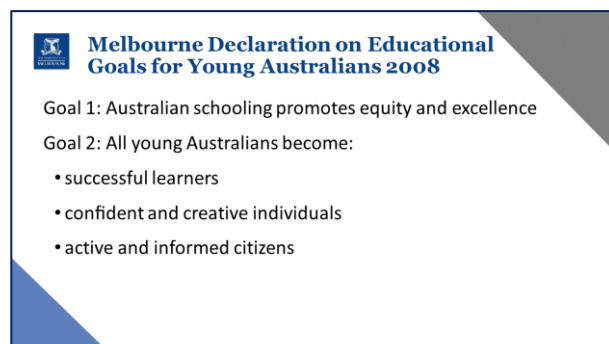 Melbourne Declaration on Educational
Goals for Young Australians 2008
MELBOURNE
Goal 1: Australian schooling promotes equity and excellence
Goal 2: All young Australians become:
• successful learners
• confident and creative individuals
• active and informed citizens